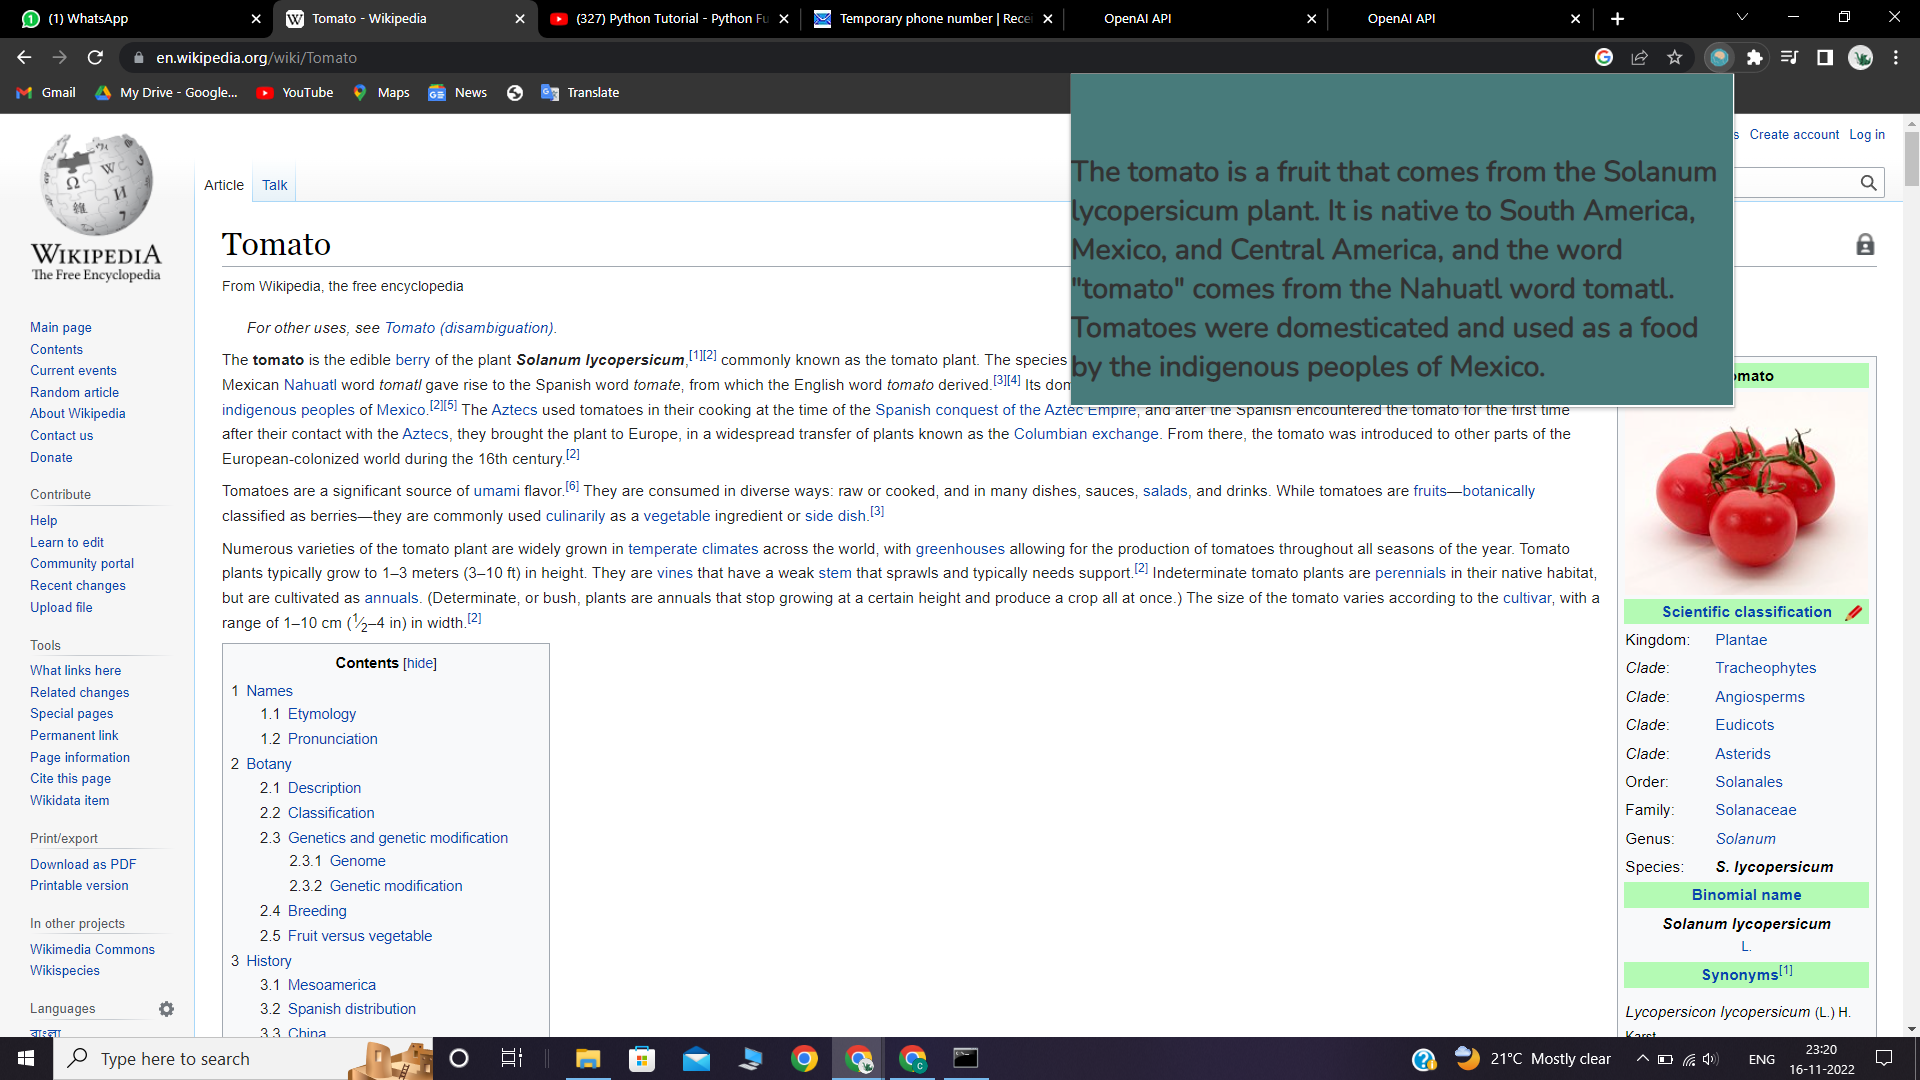 (1) WhatsApp
Tomato - Wikipedia
(327) Python Tutorial - Python Fu
Temporary phone number | Rece
OpenAI API
OpenAI API
en.wikipedia.org/wiki/Tomato
Gmail
My Drive - Google...
YouTube
Maps
News
Translate
The tomato is a fruit that comes from the Solanum
lycopersicum plant. It is native to South America,
Mexico, and Central America, and the word
"tomato" comes from the Nahuatl word tomatl.
Tomatoes were domesticated and used as a food
by the indigenous peoples of Mexico.
Create account
Log in
WIKIPEDIA
The Free Encyclopedia
Main page
Contents
Current events
Random article
About Wikipedia
Contact us
Donate
Contribute
Help
Learn to edit
Community portal
Recent changes
Upload file
Tools
What links here
Related changes
Special pages
Permanent link
Page information
Cite this page
Wikidata item
Print/export
Download as PDF
Printable version
In other projects
Wikimedia Commons
Wikispecies
Languages
বাংলা
Article
Talk
Tomato
From Wikipedia, the free encyclopedia
For other uses, see Tomato (disambiguation).
The tomato is the edible berry of the plant Solanum lycopersicum,[1][2] commonly known as the tomato plant. The species
Mexican Nahuatl word tomatl gave rise to the Spanish word tomate, from which the English word tomato derived.[3][4] Its dom
indigenous peoples of Mexico.[2][5] The Aztecs used tomatoes in their cooking at the time of the Spanish conquest of the Aztec Empire, and after the Spanish encountered the tomato for the first time
after their contact with the Aztecs, they brought the plant to Europe, in a widespread transfer of plants known as the Columbian exchange. From there, the tomato was introduced to other parts of the
European-colonized world during the 16th century.[2]
Tomatoes are a significant source of umami flavor.[6] They are consumed in diverse ways: raw or cooked, and in many dishes, sauces, salads, and drinks. While tomatoes are fruits—botanically
classified as berries—they are commonly used culinarily as a vegetable ingredient or side dish.[3]
Numerous varieties of the tomato plant are widely grown in temperate climates across the world, with greenhouses allowing for the production of tomatoes throughout all seasons of the year. Tomato
plants typically grow to 1–3 meters (3–10 ft) in height. They are vines that have a weak stem that sprawls and typically needs support.[2] Indeterminate tomato plants are perennials in their native habitat,
but are cultivated as annuals. (Determinate, or bush, plants are annuals that stop growing at a certain height and produce a crop all at once.) The size of the tomato varies according to the cultivar, with a
range of 1–10 cm (1⁄2–4 in) in width.[2]
Contents [hide]
1 Names
1.1 Etymology
1.2 Pronunciation
2 Botany
2.1 Description
2.2 Classification
2.3 Genetics and genetic modification
2.3.1 Genome
2.3.2 Genetic modification
2.4 Breeding
2.5 Fruit versus vegetable
3 History
3.1 Mesoamerica
3.2 Spanish distribution
3.3 China
omato
Scientific classification
Kingdom: Plantae
Clade: Tracheophytes
Clade: Angiosperms
Clade: Eudicots
Clade: Asterids
Order: Solanales
Family: Solanaceae
Genus: Solanum
Species: S. lycopersicum
Binomial name
Solanum lycopersicum
L.
Synonyms[1]
Lycopersicon lycopersicum (L.) H.
Karst.
Type here to search
21°C Mostly clear
ENG
23:20
16-11-2022